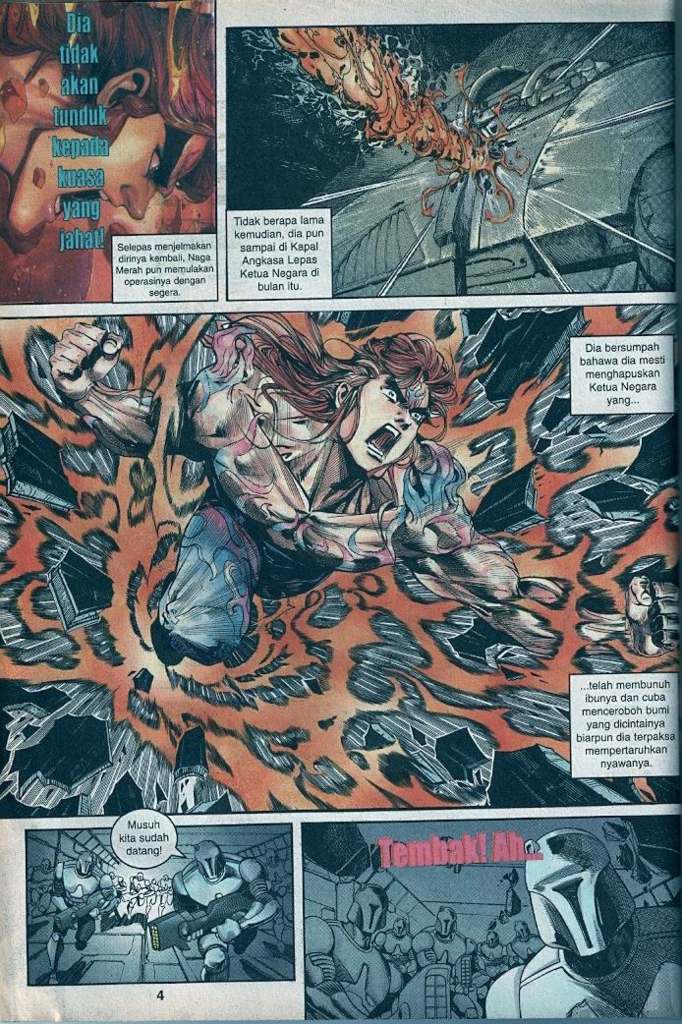 Dia
tidak
akan
tunduk
kepada
kuasa
yang
jahat!
Selepas menjelmakan
dirinya kembali, Naga
Merah pun memulakan
operasinya dengan
segera.
Tidak berapa lama
kemudian, dia pun
sampai di Kapal
Angkasa Lepas
Ketua Negara di
bulan itu.
Dia bersumpah
bahawa dia mesti
menghapuskan
Ketua Negara
yang...
...telah membunuh
ibunya dan cuba
menceroboh bumi
yang dicintainya
biarpun dia terpaksa
mempertaruhkan
nyawanya.
Musuh
kita sudah
datang!
Tembak! Ah...
4